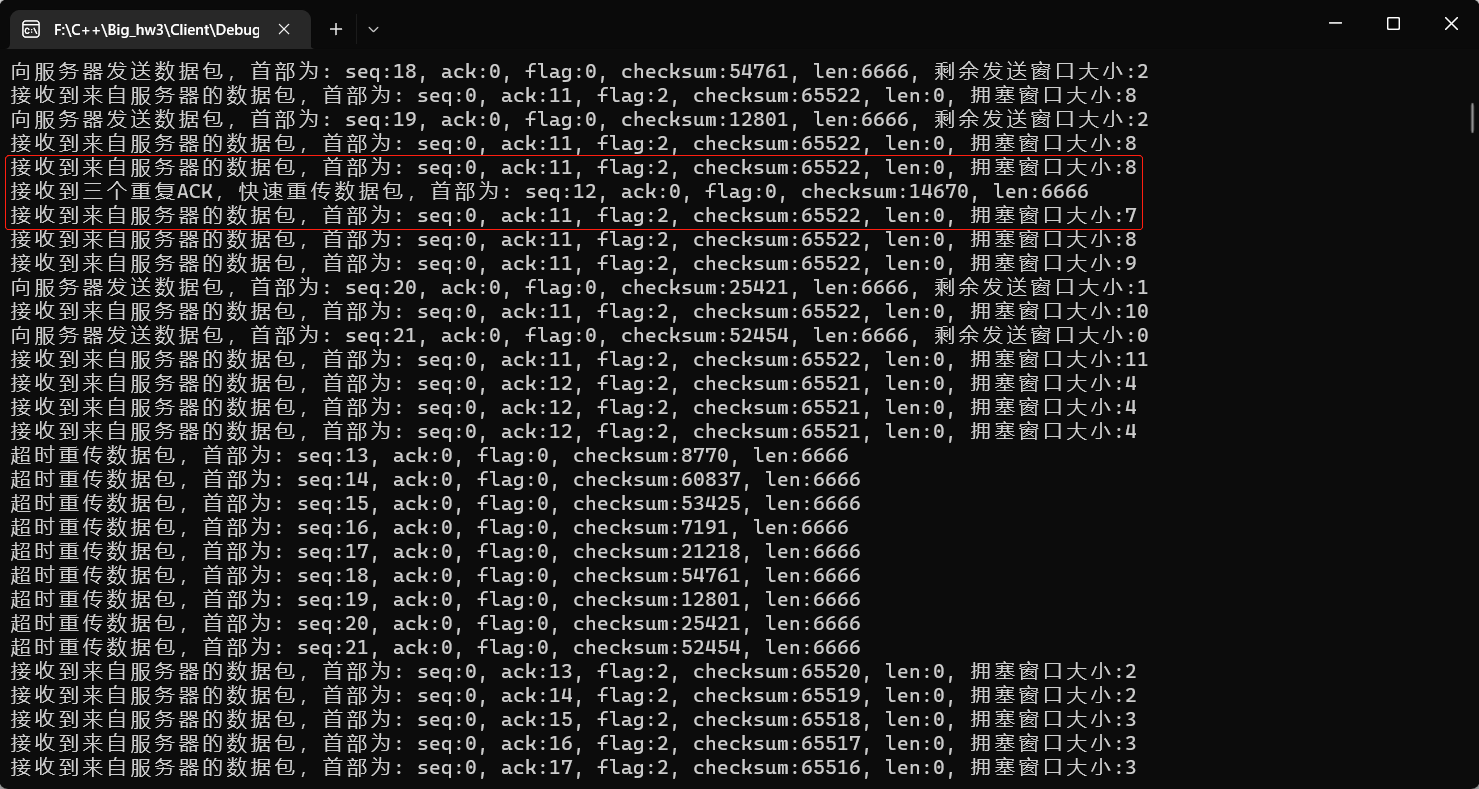 F:\C++\Big_hw3\Client\Debug
向服务器发送数据包，首部为: seq:18, ack:0, flag:0, checksum:54761, len:6666, 剩余发送窗口大小:2
接收到来自服务器的数据包，首部为: seq:0, ack:11, flag:2, checksum:65522, len:0, 拥塞窗口大小:8
向服务器发送数据包，首部为: seq:19, ack:0, flag:0, checksum:12801, len:6666, 剩余发送窗口大小:2
接收到来自服务器的数据包，首部为: seq:0, ack:11, flag:2, checksum:65522, len:0, 拥塞窗口大小:8
接收到来自服务器的数据包，首部为: seq:0, ack:11, flag:2, checksum:65522, len:0, 拥塞窗口大小:8
接收到三个重复ACK，快速重传数据包，首部为: seq:12, ack:0, flag:0, checksum:14670, len:6666
接收到来自服务器的数据包，首部为: seq:0, ack:11, flag:2, checksum:65522, len:0, 拥塞窗口大小:7
接收到来自服务器的数据包，首部为: seq:0, ack:11, flag:2, checksum:65522, len:0, 拥塞窗口大小:8
接收到来自服务器的数据包，首部为: seq:0, ack:11, flag:2, checksum:65522, len:0, 拥塞窗口大小:9
向服务器发送数据包，首部为: seq:20, ack:0, flag:0, checksum:25421, len:6666, 剩余发送窗口大小:1
接收到来自服务器的数据包，首部为: seq:0, ack:11, flag:2, checksum:65522, len:0, 拥塞窗口大小:10
向服务器发送数据包，首部为: seq:21, ack:0, flag:0, checksum:52454, len:6666, 剩余发送窗口大小:0
接收到来自服务器的数据包，首部为: seq:0, ack:11, flag:2, checksum:65522, len:0, 拥塞窗口大小:11
接收到来自服务器的数据包，首部为: seq:0, ack:12, flag:2, checksum:65521, len:0, 拥塞窗口大小:4
接收到来自服务器的数据包，首部为: seq:0, ack:12, flag:2, checksum:65521, len:0, 拥塞窗口大小:4
接收到来自服务器的数据包，首部为: seq:0, ack:12, flag:2, checksum:65521, len:0, 拥塞窗口大小:4
超时重传数据包，首部为: seq:13, ack:0, flag:0, checksum:8770, len:6666
超时重传数据包，首部为: seq:14, ack:0, flag:0, checksum:60837, len:6666
超时重传数据包，首部为: seq:15, ack:0, flag:0, checksum:53425, len:6666
超时重传数据包，首部为: seq:16, ack:0, flag:0, checksum:7191, len:6666
超时重传数据包，首部为: seq:17, ack:0, flag:0, checksum:21218, len:6666
超时重传数据包，首部为: seq:18, ack:0, flag:0, checksum:54761, len:6666
超时重传数据包，首部为: seq:19, ack:0, flag:0, checksum:12801, len:6666
超时重传数据包，首部为: seq:20, ack:0, flag:0, checksum:25421, len:6666
超时重传数据包，首部为: seq:21, ack:0, flag:0, checksum:52454, len:6666
接收到来自服务器的数据包，首部为: seq:0, ack:13, flag:2, checksum:65520, len:0, 拥塞窗口大小:2
接收到来自服务器的数据包，首部为: seq:0, ack:14, flag:2, checksum:65519, len:0, 拥塞窗口大小:2
接收到来自服务器的数据包，首部为: seq:0, ack:15, flag:2, checksum:65518, len:0, 拥塞窗口大小:3
接收到来自服务器的数据包，首部为: seq:0, ack:16, flag:2, checksum:65517, len:0, 拥塞窗口大小:3
接收到来自服务器的数据包，首部为: seq:0, ack:17, flag:2, checksum:65516, len:0, 拥塞窗口大小:3